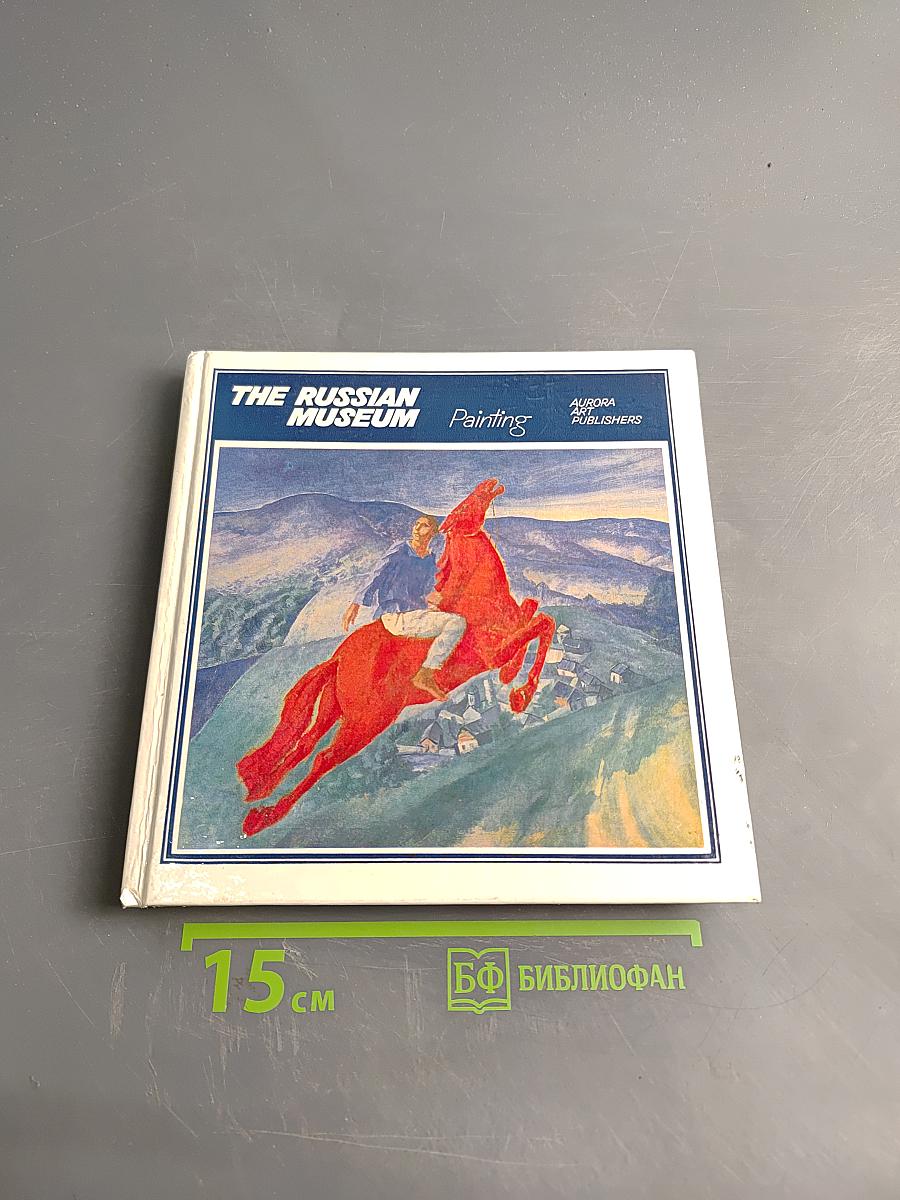 THE RUSSIAN
MUSEUM
Painting
AURORA
ART
PUBLISHERS
15 см
БФ БИБЛИОФАН